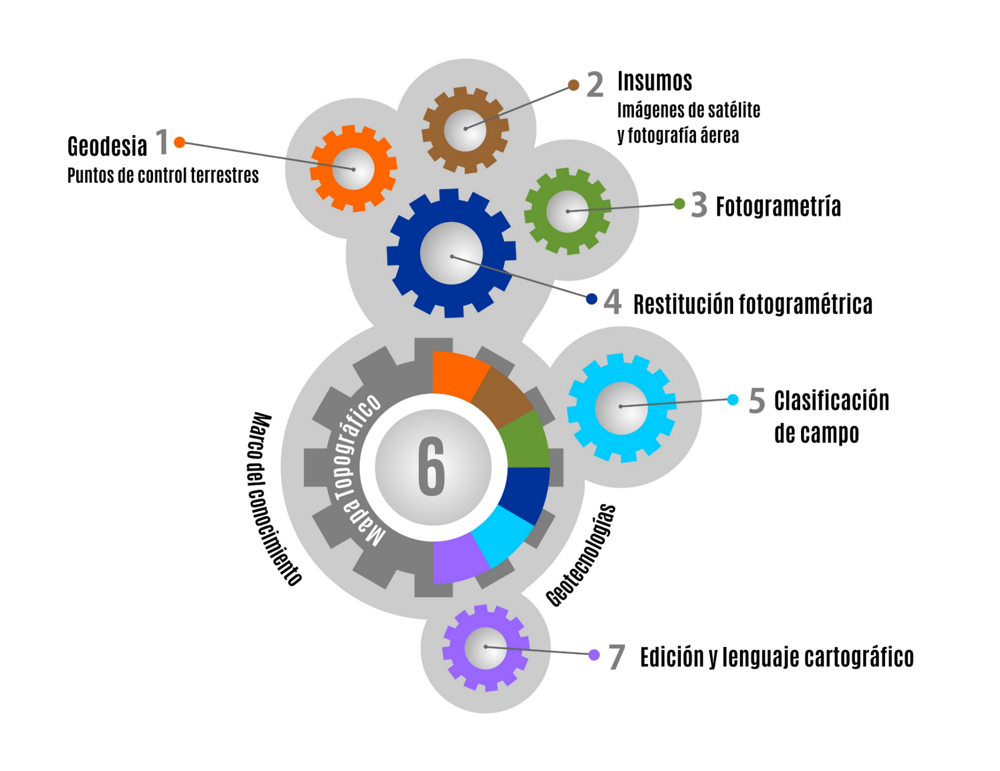 Geodesia 1
Puntos de control terrestres
2 Insumos
Imágenes de satélite
y fotografía áerea
3 Fotogrametría
4 Restitución fotogramétrica
5 Clasificación
de campo
6
Mapa Topográfico
Marco del conocimiento
Geotecnologías
7 Edición y lenguaje cartográfico